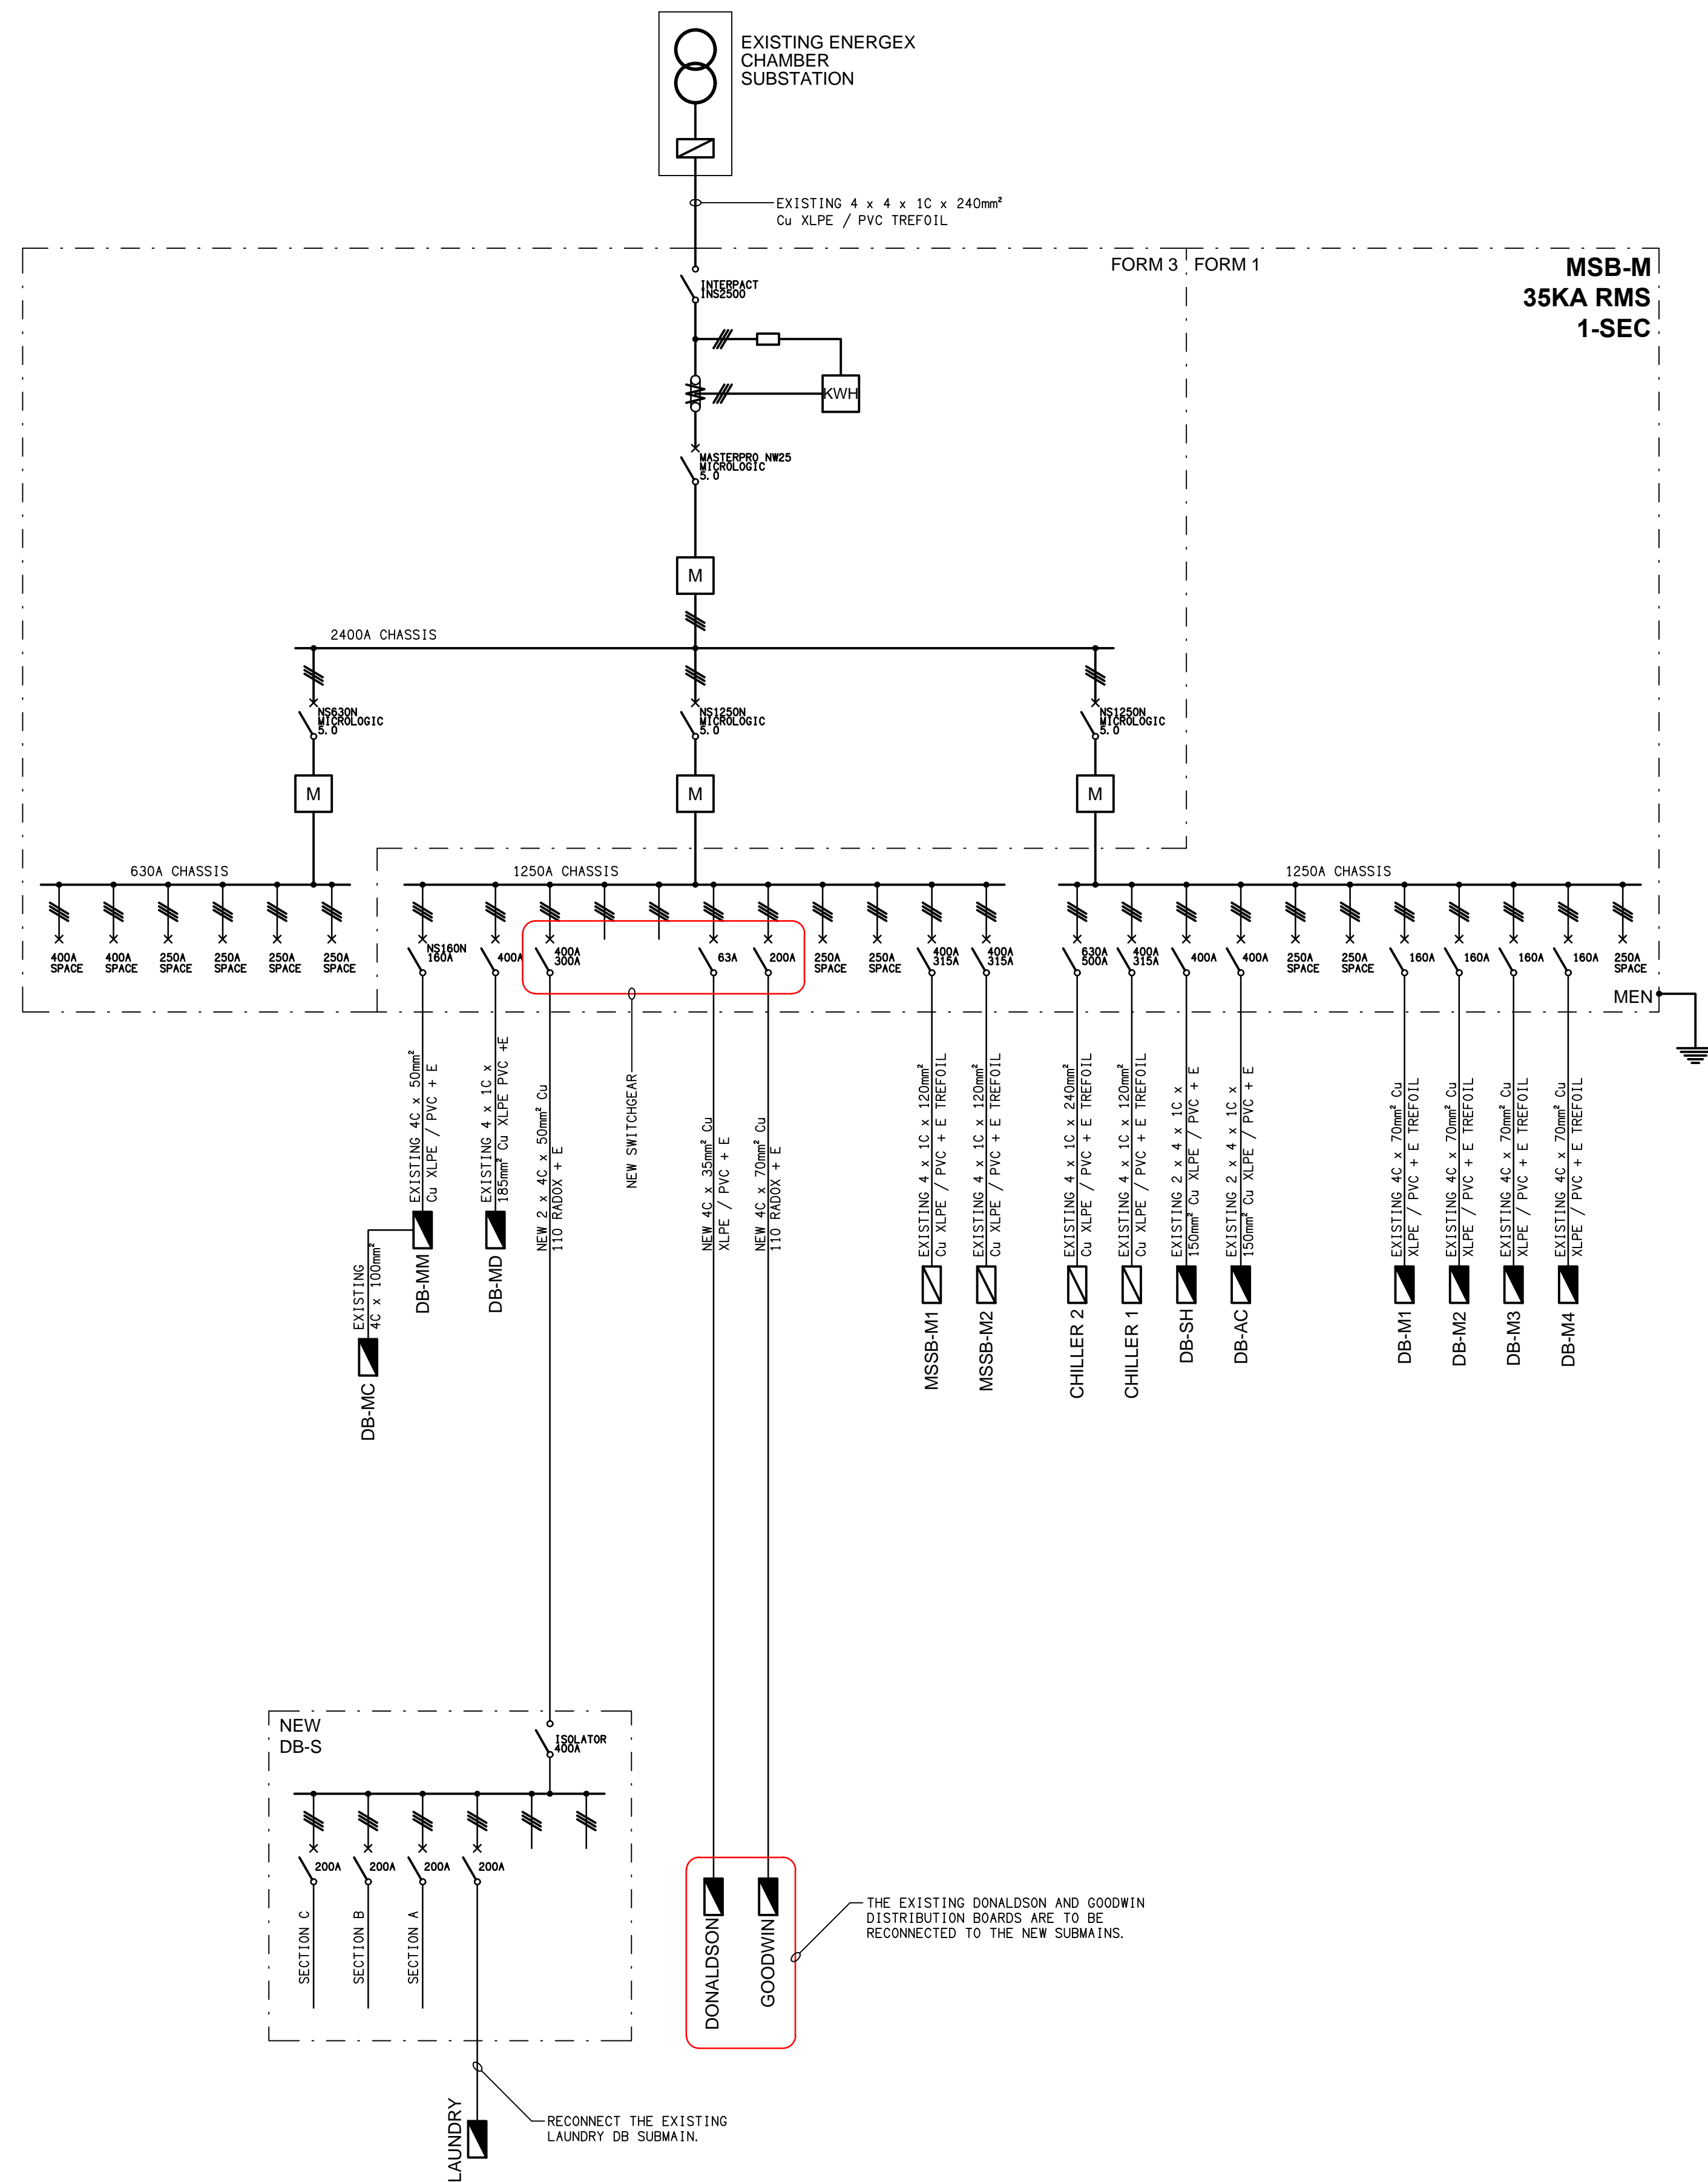 EXISTING ENERGEX
CHAMBER
SUBSTATION
EXISTING 4 x 4 x 1C x 240mm²
Cu XLPE / PVC TREFOIL
FORM 3
FORM 1
MSB-M
35KA RMS
1-SEC
INTERPACT
INS2500
KWH
MASTERPRO NW25
MICROLOGIC
5.0
M
2400A CHASSIS
NS630N
MICROLOGIC
5.0
NS1250N
MICROLOGIC
5.0
NS1250N
MICROLOGIC
5.0
M
M
M
630A CHASSIS
1250A CHASSIS
1250A CHASSIS
400A
SPACE
400A
SPACE
250A
SPACE
250A
SPACE
250A
SPACE
250A
SPACE
NS160N
160A
400A
400A
300A
63A
200A
250A
SPACE
250A
SPACE
400A
315A
400A
315A
630A
500A
400A
315A
400A
400A
250A
SPACE
250A
SPACE
160A
160A
160A
160A
250A
SPACE
MEN
EXISTING 4C x 50mm²
Cu XLPE / PVC + E
EXISTING 4 x 1C x
185mm² Cu XLPE PVC +E
NEW 2 x 4C x 50mm² Cu
110 RADOX + E
NEW SWITCHGEAR
NEW 4C x 35mm² Cu
XLPE / PVC + E
NEW 4C x 70mm² Cu
110 RADOX + E
EXISTING 4 x 1C x 120mm²
Cu XLPE / PVC + E TREFOIL
EXISTING 4 x 1C x 120mm²
Cu XLPE / PVC + E TREFOIL
EXISTING 4 x 1C x 240mm²
Cu XLPE / PVC + E TREFOIL
EXISTING 4 x 1C x 120mm²
Cu XLPE / PVC + E TREFOIL
EXISTING 2 x 4 x 1C x
150mm² Cu XLPE / PVC + E
EXISTING 2 x 4 x 1C x
150mm² Cu XLPE / PVC + E
EXISTING 4C x 70mm² Cu
XLPE / PVC + E TREFOIL
EXISTING 4C x 70mm² Cu
XLPE / PVC + E TREFOIL
EXISTING 4C x 70mm² Cu
XLPE / PVC + E TREFOIL
EXISTING 4C x 70mm² Cu
XLPE / PVC + E TREFOIL
EXISTING
4C x 100mm²
DB-MC
DB-MM
DB-MD
MSSB-M1
MSSB-M2
CHILLER 2
CHILLER 1
DB-SH
DB-AC
DB-M1
DB-M2
DB-M3
DB-M4
NEW
DB-S
ISOLATOR
400A
200A
200A
200A
200A
SECTION C
SECTION B
SECTION A
DONALDSON
GOODWIN
THE EXISTING DONALDSON AND GOODWIN
DISTRIBUTION BOARDS ARE TO BE
RECONNECTED TO THE NEW SUBMAINS.
LAUNDRY
RECONNECT THE EXISTING
LAUNDRY DB SUBMAIN.